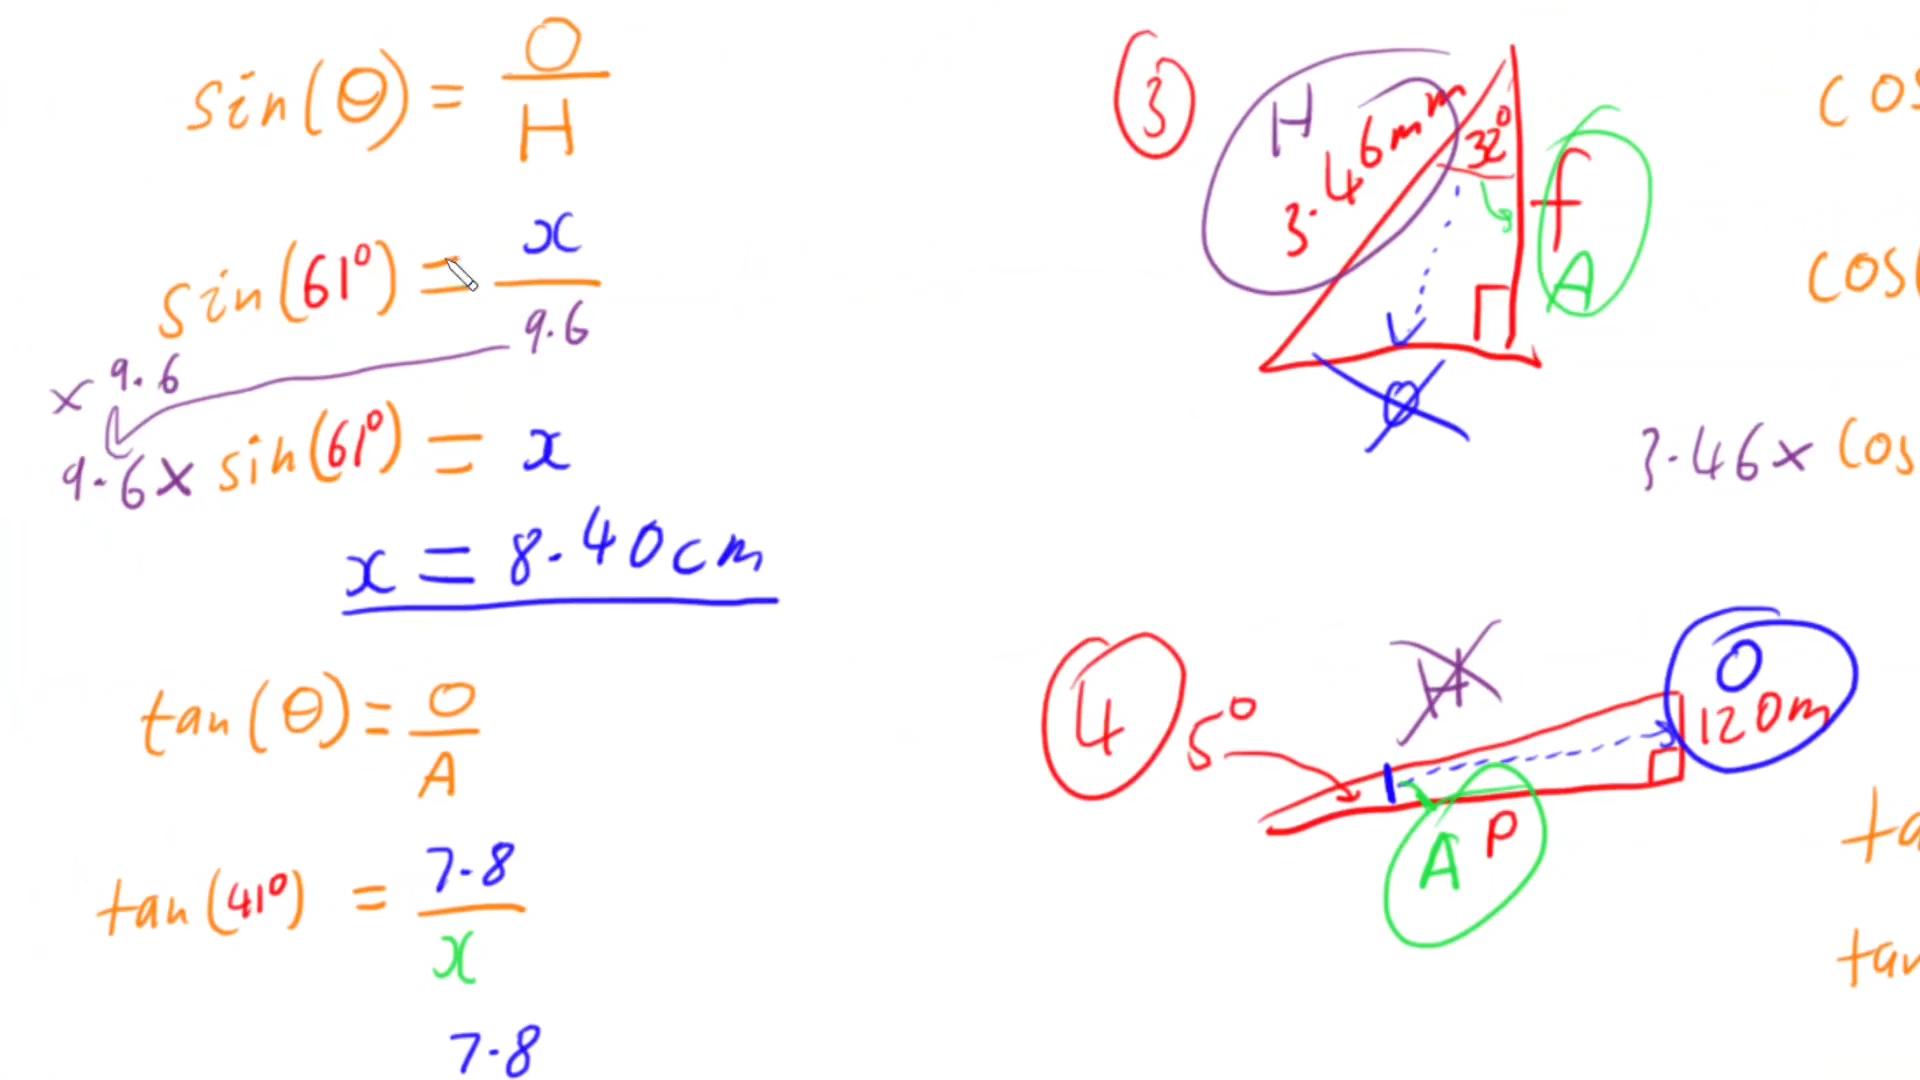 sin(θ) = O/H
sin(61°) = x/9.6
× 9.6
9.6 × sin(61°) = x
x = 8.40cm
tan(θ) = O/A
tan(41°) = 7.8/x
7.8
3
H
3.46mm
32°
f
A
O
cos
cos(
3.46 × cos
4
5°
H
O
120m
A
P
ta
tan